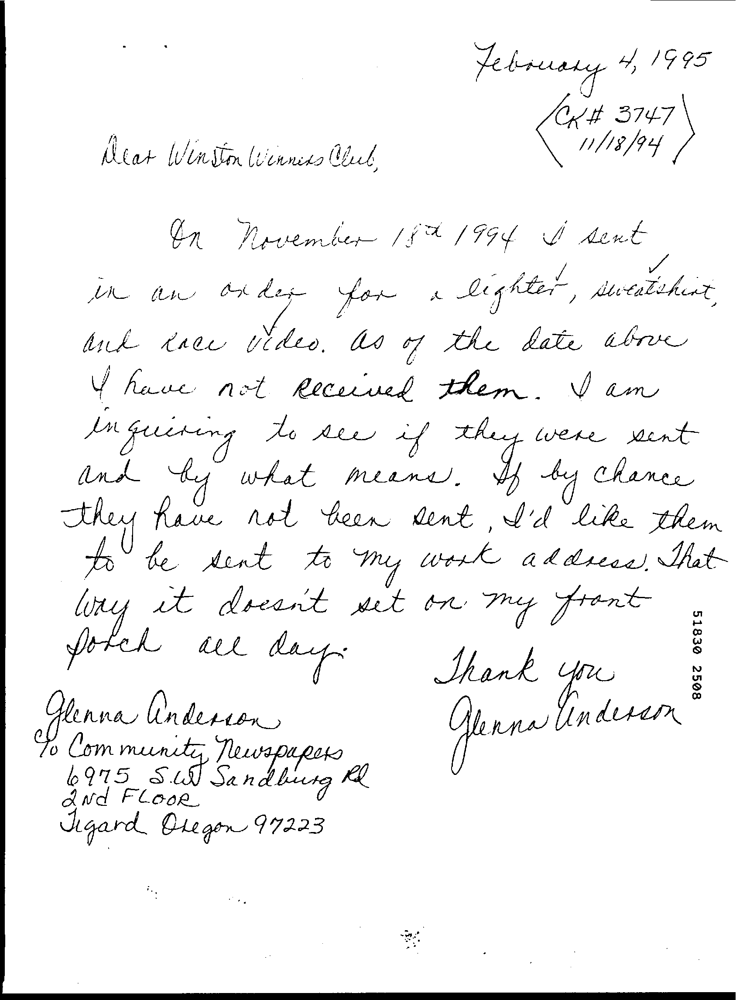 February 4, 1995
CK# 3747
11/18/94
Dear Winston Winners Club,
On November 18th 1994 I sent
in an order for a lighter, sweatshirt,
and race video. As of the date above
I have not received them. I am
inquiring to see if they were sent
and by what means. If by chance
they have not been sent, I'd like them
to be sent to my work address. That
way it doesn't set on my front
porch all day.
Thank you
Glenna Anderson
Glenna Anderson
c/o Community Newspapers
6975 S.W Sandburg Rd
2nd FLOOR
Tigard Oregon 97223
51830 2508